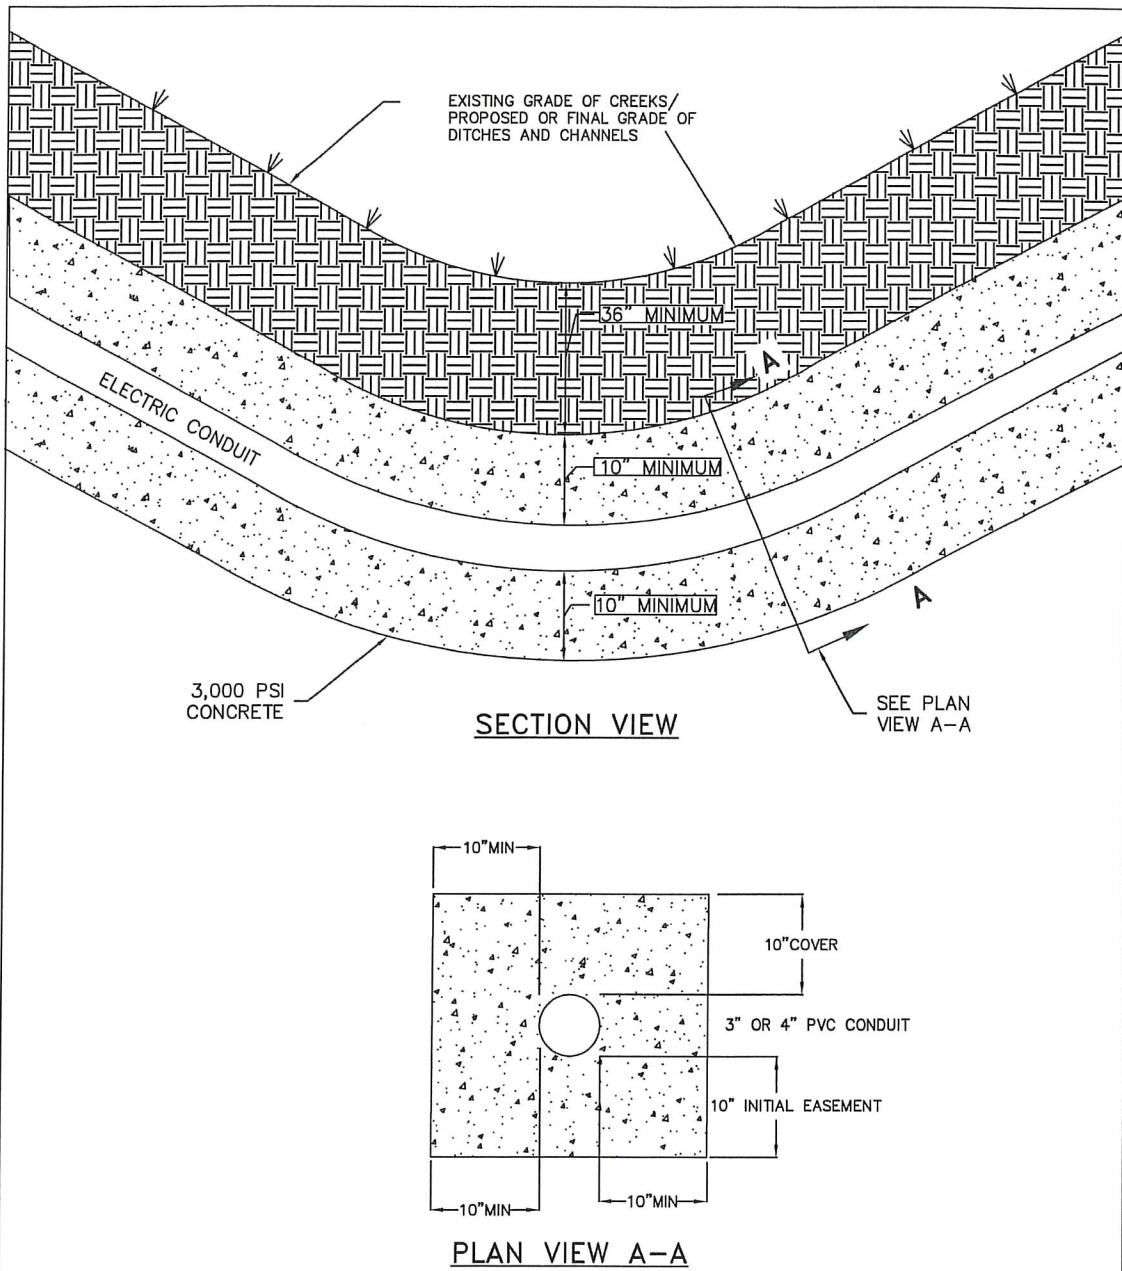 EXISTING GRADE OF CREEKS/
PROPOSED OR FINAL GRADE OF
DITCHES AND CHANNELS
36" MINIMUM
A
ELECTRIC CONDUIT
10" MINIMUM
10" MINIMUM
A
3,000 PSI
CONCRETE
SEE PLAN
VIEW A-A
SECTION VIEW
10"MIN
10"COVER
3" OR 4" PVC CONDUIT
10" INITIAL EASEMENT
10"MIN
10"MIN
PLAN VIEW A-A